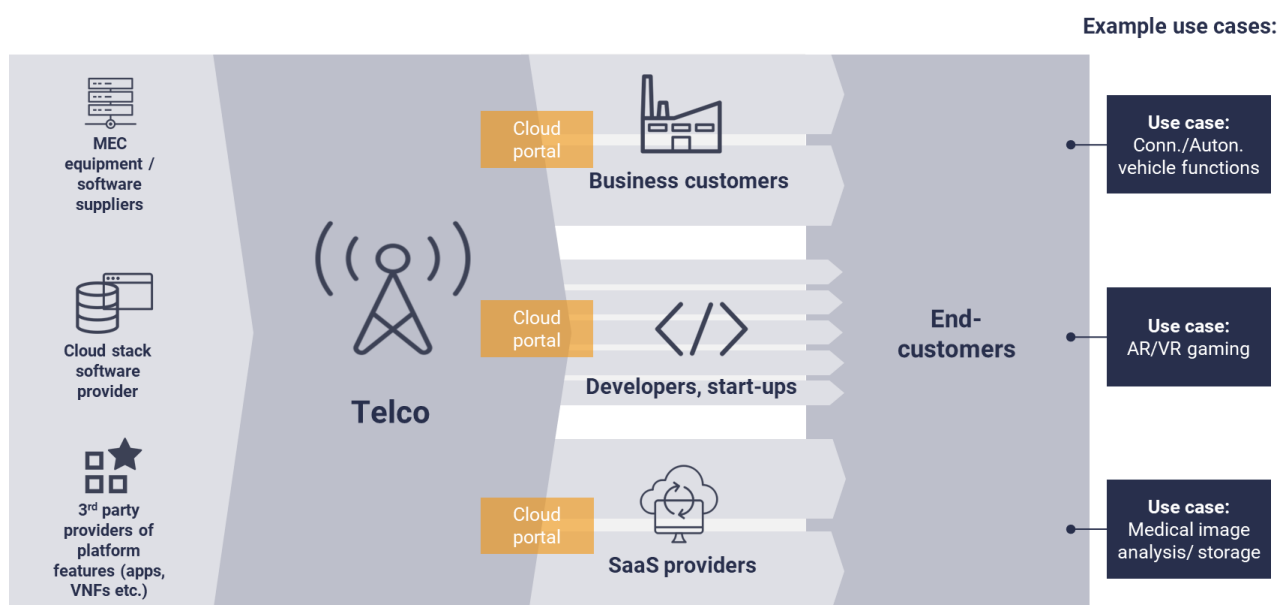 Example use cases:
MEC
equipment /
software
suppliers
Cloud stack
software
provider
3rd party
providers of
platform
features (apps,
VNFs etc.)
Telco
Cloud
portal
Business customers
Cloud
portal
Developers, start-ups
Cloud
portal
SaaS providers
End-
customers
Use case:
Conn./Auton.
vehicle functions
Use case:
AR/VR gaming
Use case:
Medical image
analysis/ storage